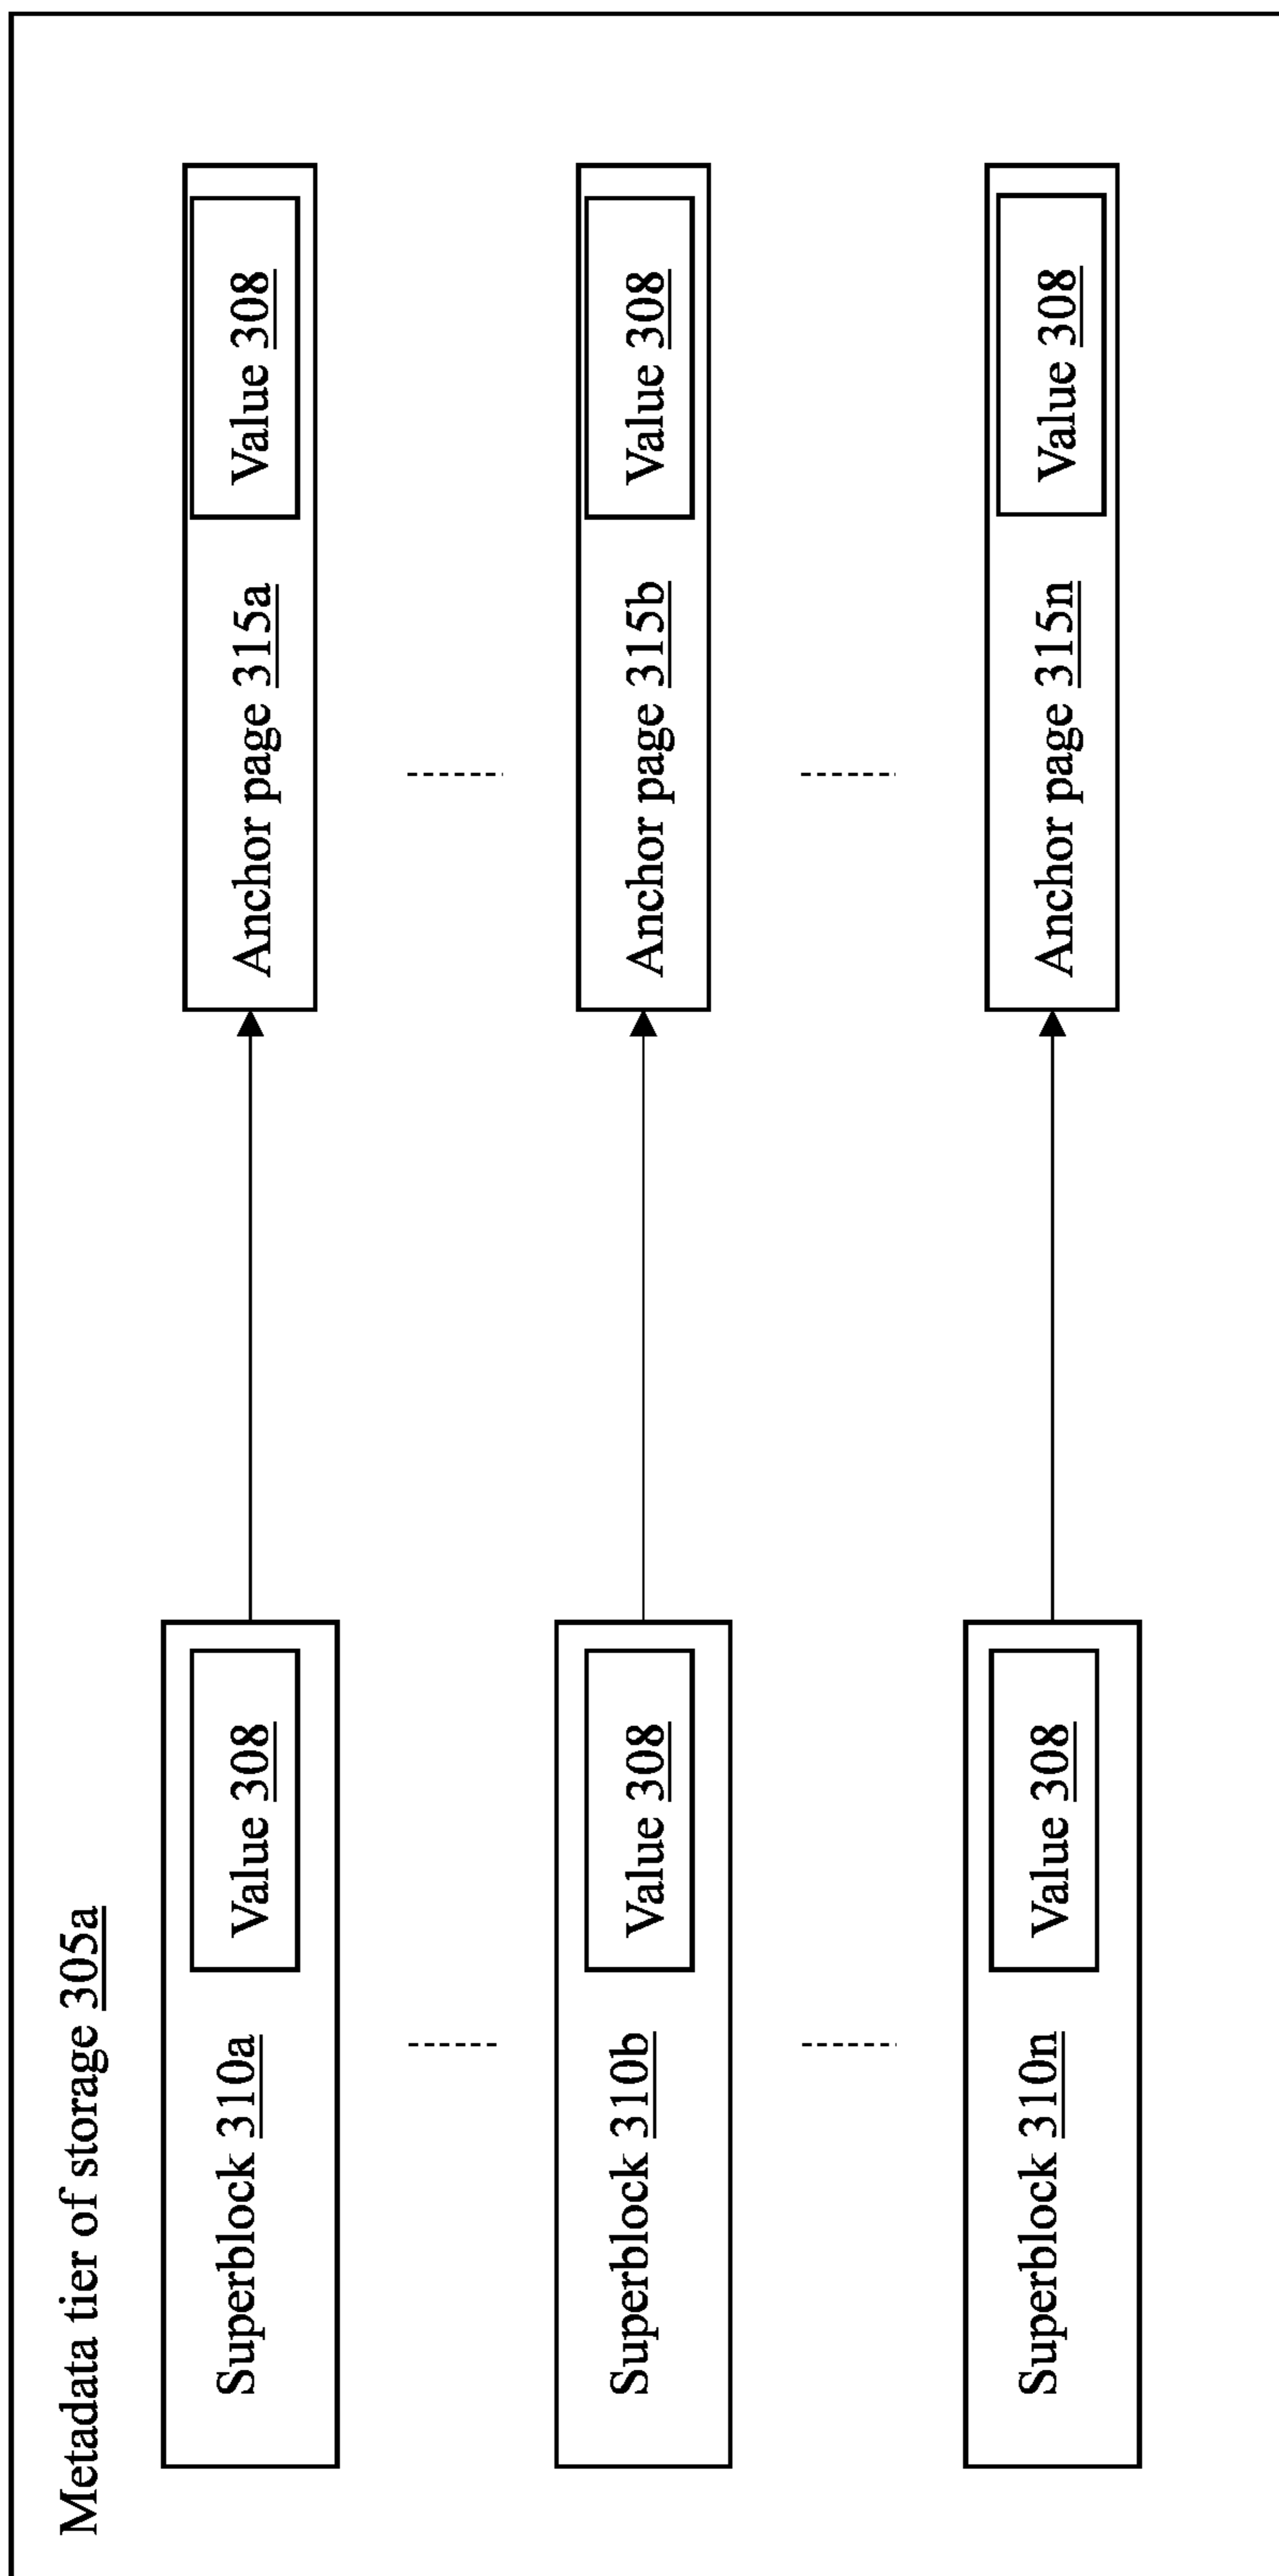 Metadata tier of storage 305a
Superblock 310a
Value 308
Anchor page 315a
Value 308
Superblock 310b
Value 308
Anchor page 315b
Value 308
Superblock 310n
Value 308
Anchor page 315n
Value 308